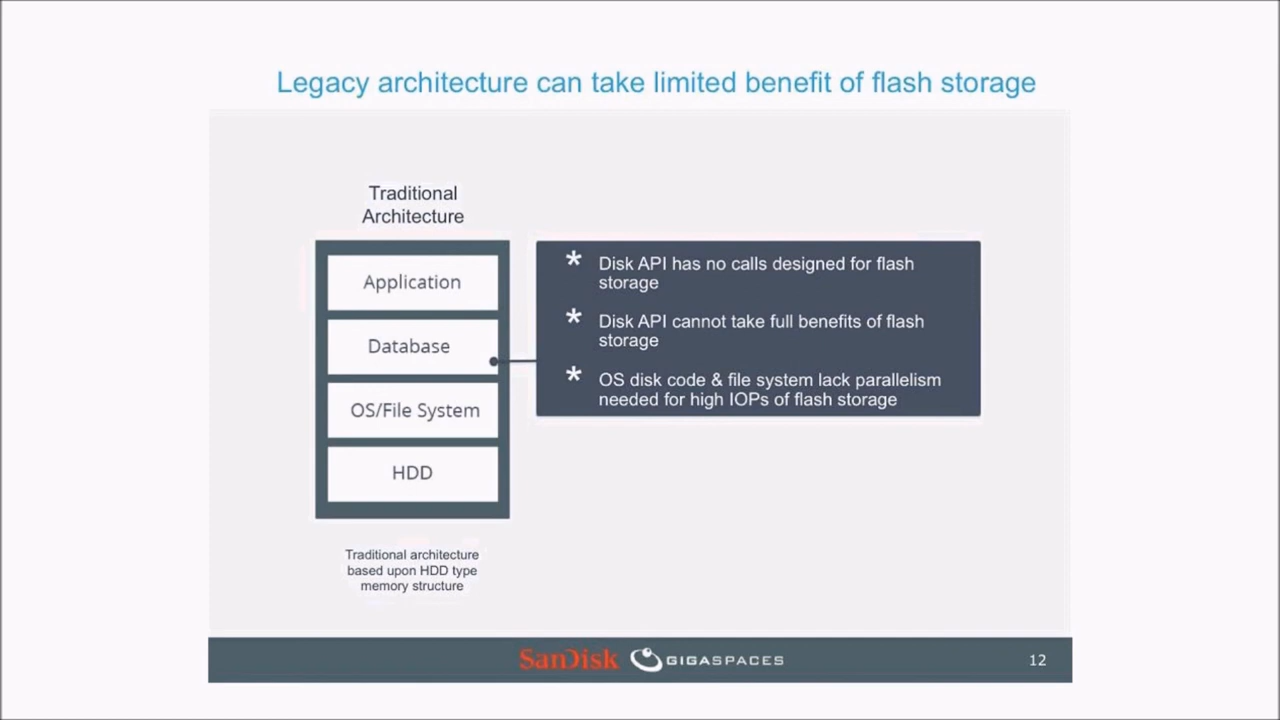 Legacy architecture can take limited benefit of flash storage
Traditional
Architecture
Application
Database
OS/File System
HDD
* Disk API has no calls designed for flash
storage
* Disk API cannot take full benefits of flash
storage
* OS disk code & file system lack parallelism
needed for high IOPs of flash storage
Traditional architecture
based upon HDD type
memory structure
SanDisk GIGASPACES
12